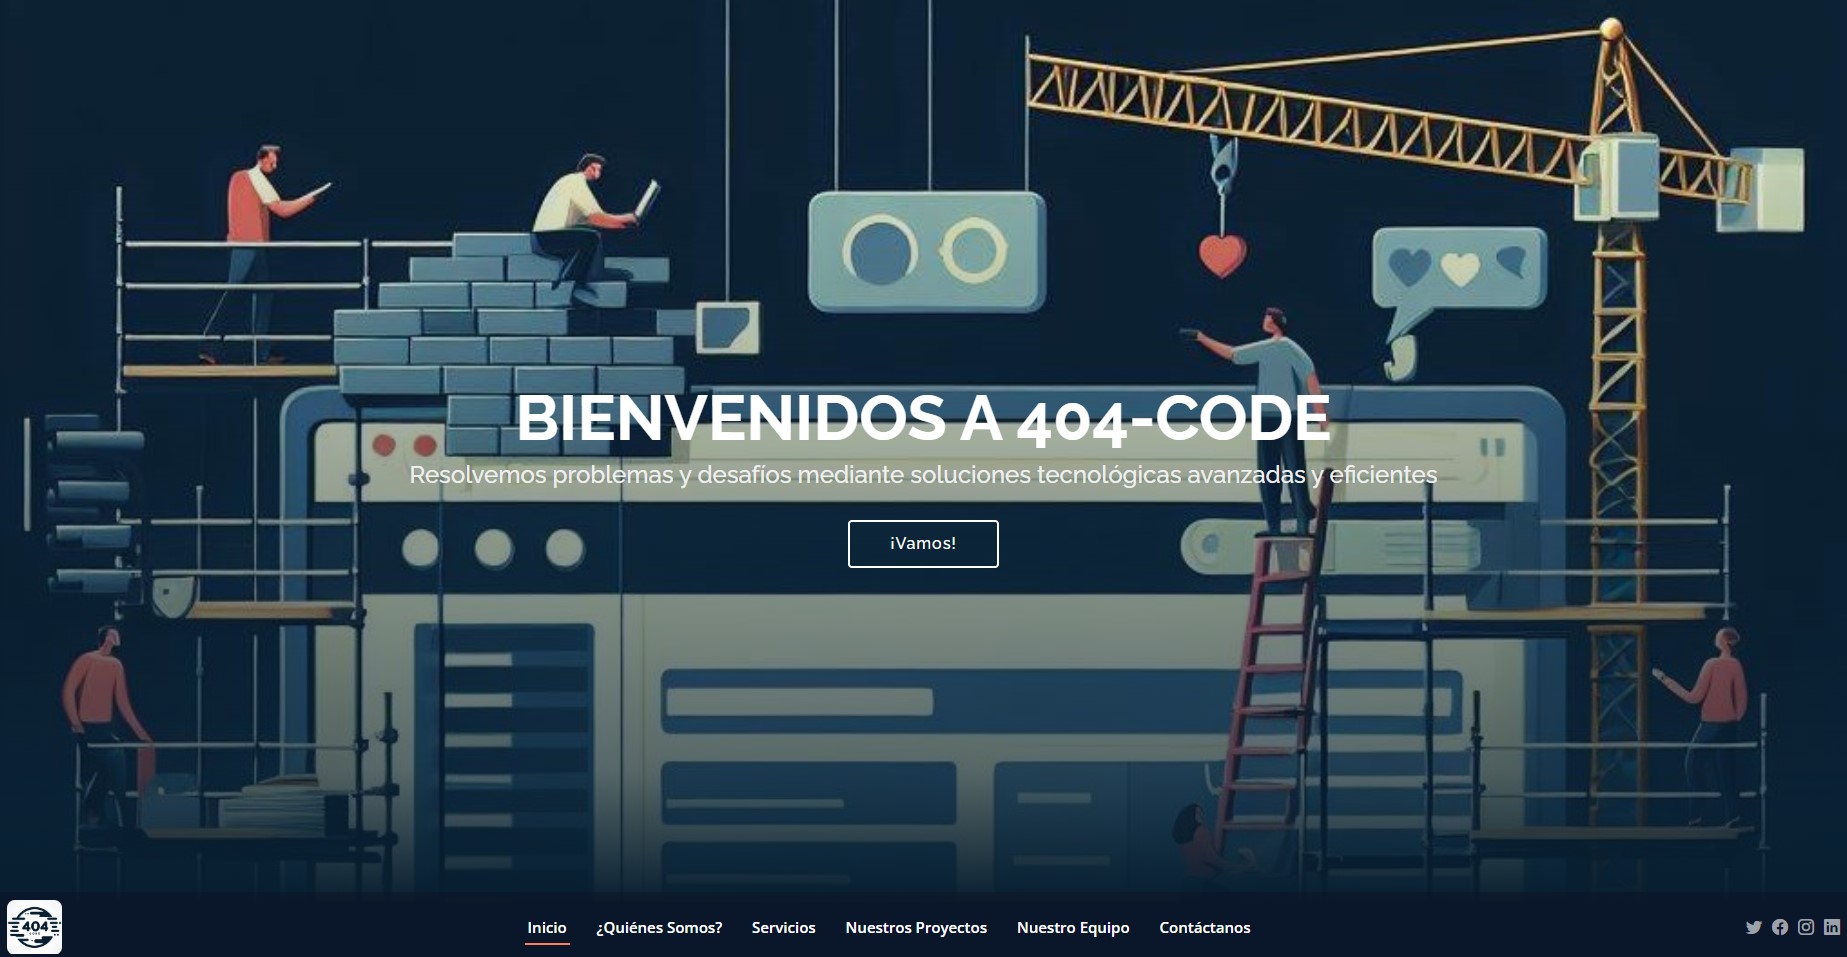 BIENVENIDOS A 404-CODE
Resolvemos problemas y desafíos mediante soluciones tecnológicas avanzadas y eficientes
¡Vamos!
404
Inicio
¿Quiénes Somos?
Servicios
Nuestros Proyectos
Nuestro Equipo
Contáctanos